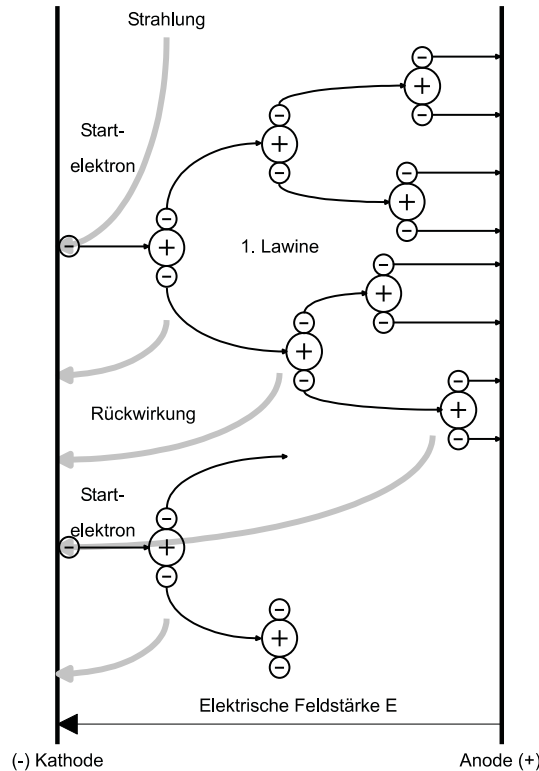 Strahlung
Start-
elektron
1. Lawine
Rückwirkung
Start-
elektron
Elektrische Feldstärke E
(-) Kathode
Anode (+)